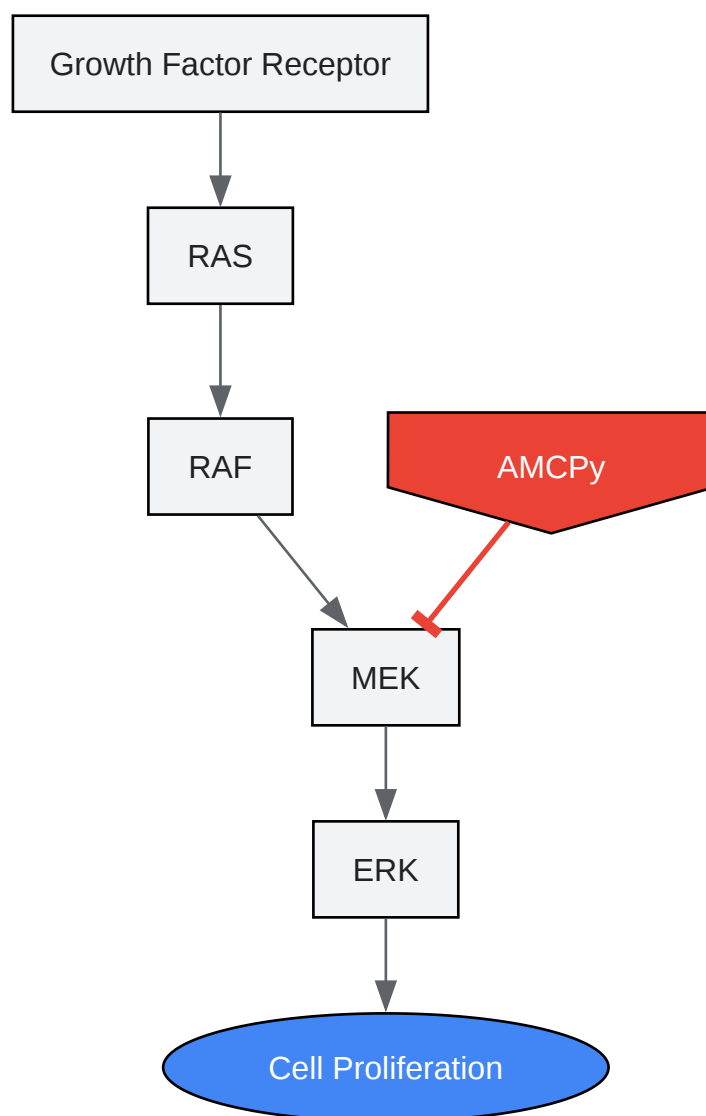 Growth Factor Receptor
RAS
RAF
AMCPy
MEK
ERK
Cell Proliferation